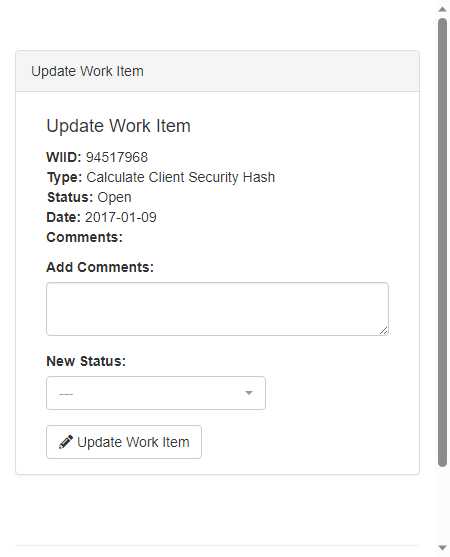 Update Work Item
Update Work Item
WIID: 94517968
Type: Calculate Client Security Hash
Status: Open
Date: 2017-01-09
Comments:
Add Comments:
New Status:
---
Update Work Item